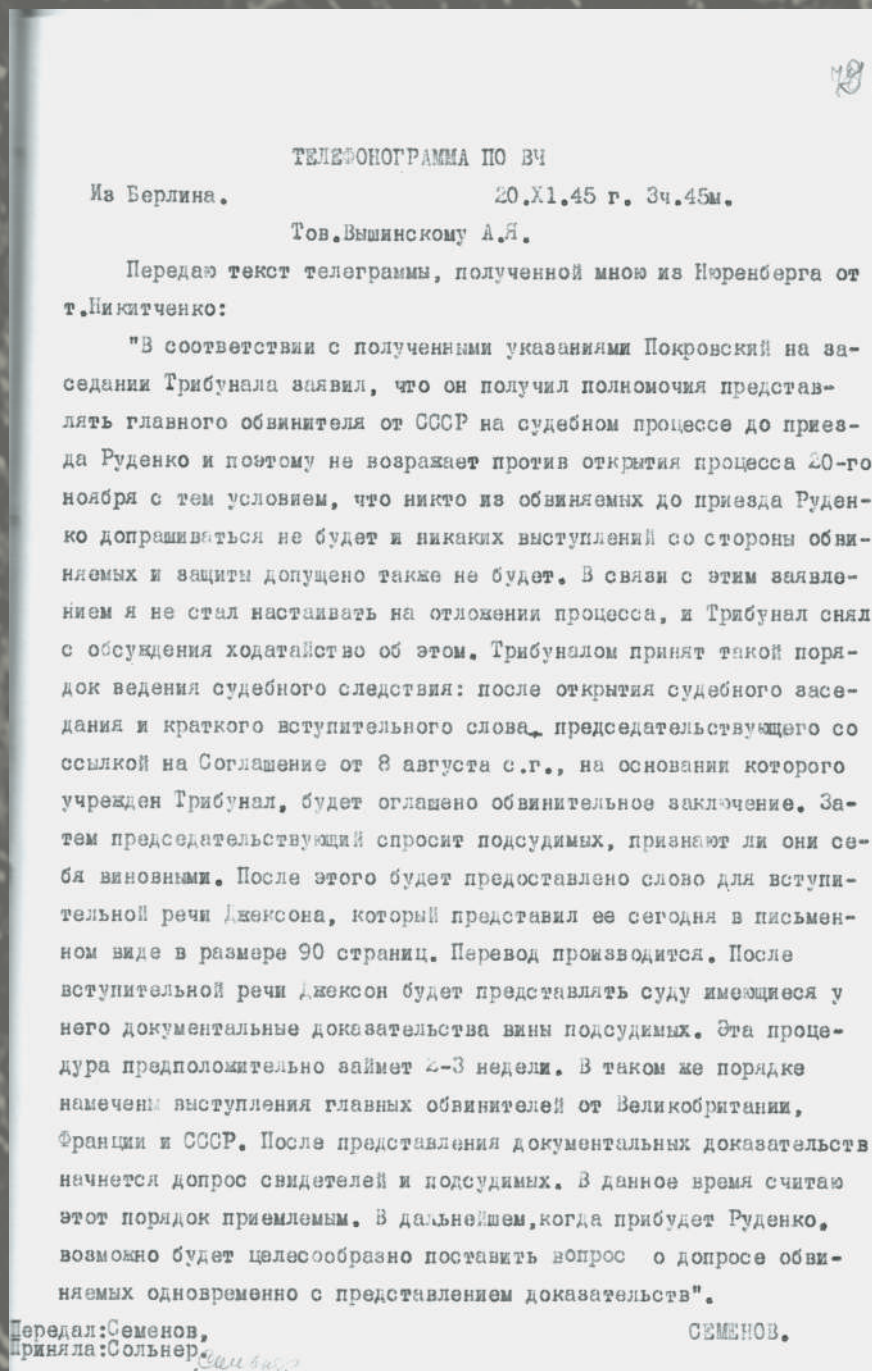 ТЕЛЕФОНОГРАММА ПО ВЧ
Из Берлина. 20.X1.45 г. 3ч.45м.
Тов.Вышинскому А.Я.
Передаю текст телеграммы, полученной мною из Нюренберга от
т.Никитченко:
"В соответствии с полученными указаниями Покровский на за-
седании Трибунала заявил, что он получил полномочия представ-
лять главного обвинителя от СССР на судебном процессе до приез-
да Руденко и поэтому не возражает против открытия процесса 20-го
ноября с тем условием, что никто из обвиняемых до приезда Руден-
ко допрашиваться не будет и никаких выступлений со стороны обви-
няемых и защиты допущено также не будет. В связи с этим заявле-
нием я не стал настаивать на отложении процесса, и Трибунал снял
с обсуждения ходатайство об этом. Трибуналом принят такой поря-
док ведения судебного следствия: после открытия судебного засе-
дания и краткого вступительного слова, председательствующего со
ссылкой на Соглашение от 8 августа с.г., на основании которого
учрежден Трибунал, будет оглашено обвинительное заключение. За-
тем председательствующий спросит подсудимых, признают ли они се-
бя виновными. После этого будет предоставлено слово для вступи-
тельной речи Джексона, который представил ее сегодня в письмен-
ном виде в размере 90 страниц. Перевод производится. После
вступительной речи Джексон будет представлять суду имеющиеся у
него документальные доказательства вины подсудимых. Эта проце-
дура предположительно займет 2-3 недели. В таком же порядке
намечены выступления главных обвинителей от Великобритании,
Франции и СССР. После представления документальных доказательств
начнется допрос свидетелей и подсудимых. В данное время считаю
этот порядок приемлемым. В дальнейшем,когда прибудет Руденко,
возможно будет целесообразно поставить вопрос о допросе обви-
няемых одновременно с представлением доказательств".
СЕМЕНОВ.
Передал:Семенов,
Приняла:Сольнер.